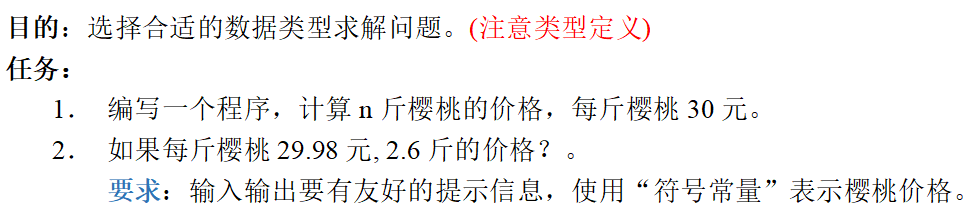 目的：选择合适的数据类型求解问题。(注意类型定义)
任务：
1. 编写一个程序，计算 n 斤樱桃的价格，每斤樱桃 30 元。
2. 如果每斤樱桃 29.98 元, 2.6 斤的价格？。
要求：输入输出要有友好的提示信息，使用“符号常量”表示樱桃价格。